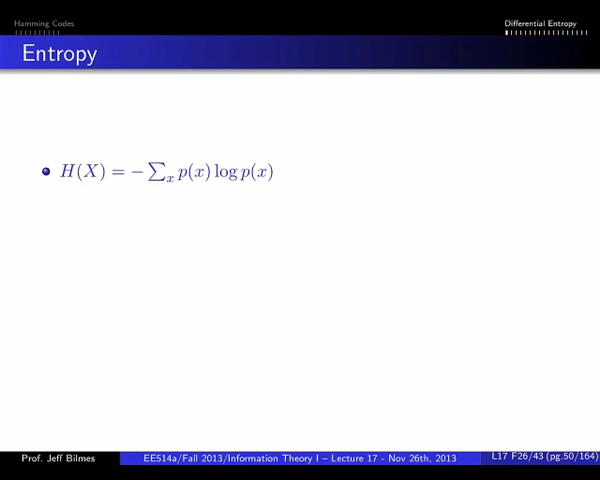 Hamming Codes
Differential Entropy
Entropy
H(X) = − ∑ₓ p(x) log p(x)
Prof. Jeff Bilmes
EE514a/Fall 2013/Information Theory I – Lecture 17 - Nov 26th, 2013
L17 F26/43 (pg.50/164)